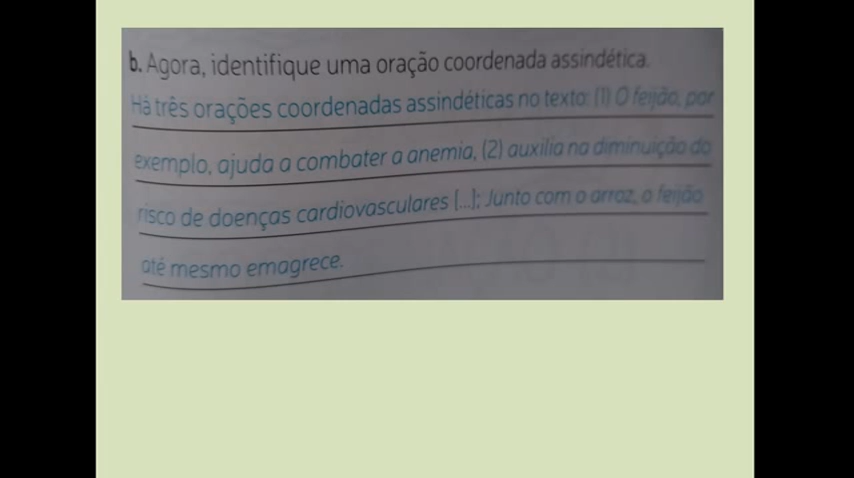 b. Agora, identifique uma oração coordenada assindética.
Há três orações coordenadas assindéticas no texto: (1) O feijão, por
exemplo, ajuda a combater a anemia, (2) auxilia na diminuição do
risco de doenças cardiovasculares [...]; Junto com o arroz, o feijão
até mesmo emagrece.